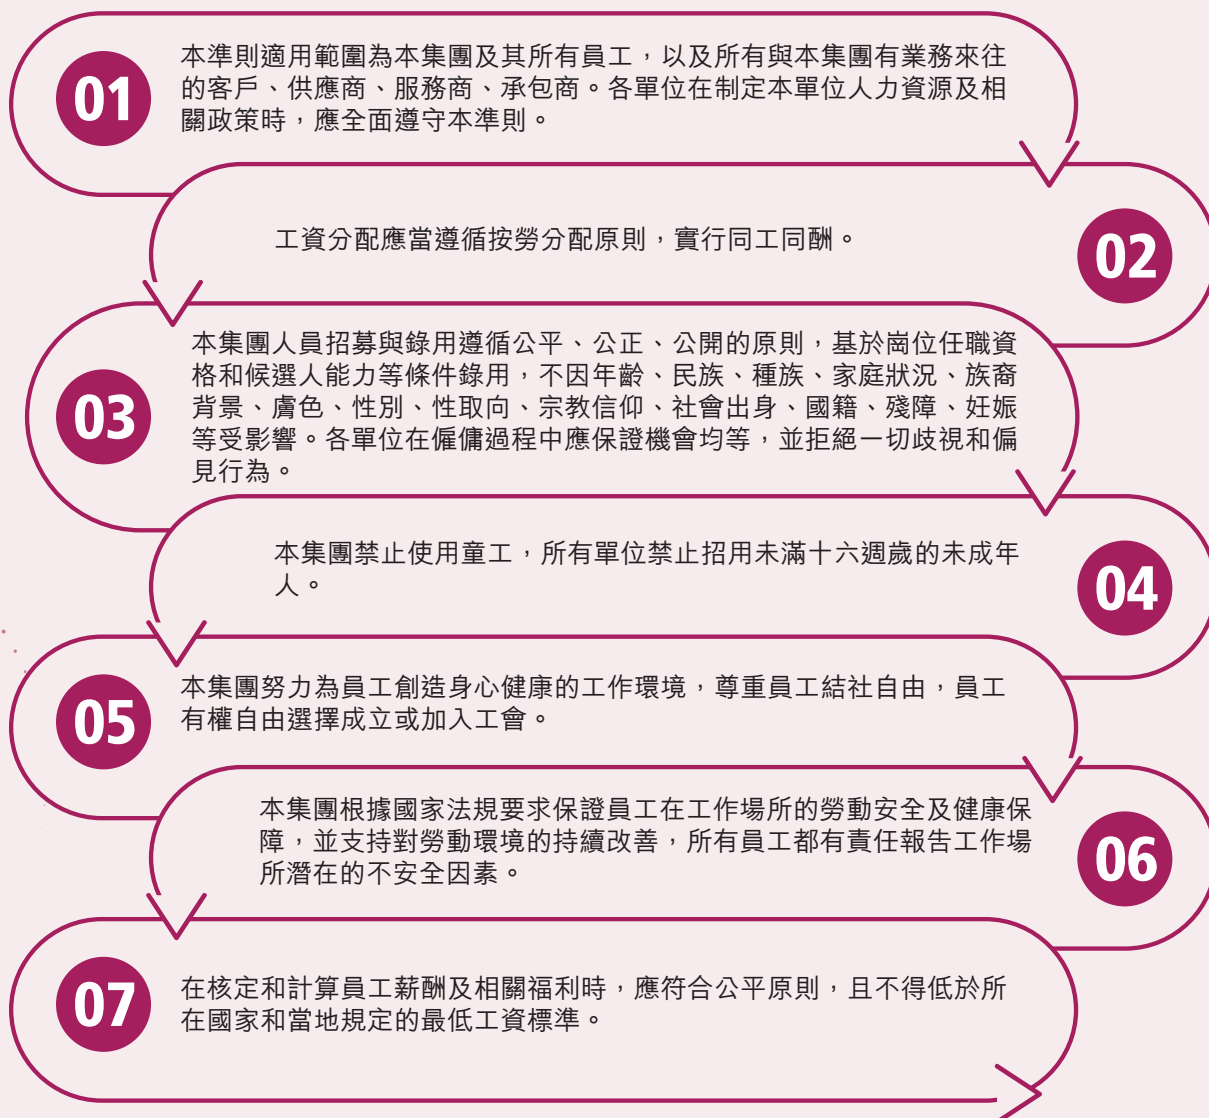 01
本準則適用範圍為本集團及其所有員工，以及所有與本集團有業務來往
的客戶、供應商、服務商、承包商。各單位在制定本單位人力資源及相
關政策時，應全面遵守本準則。
工資分配應當遵循按勞分配原則，實行同工同酬。
02
03
本集團人員招募與錄用遵循公平、公正、公開的原則，基於崗位任職資
格和候選人能力等條件錄用，不因年齡、民族、種族、家庭狀況、族裔
背景、膚色、性別、性取向、宗教信仰、社會出身、國籍、殘障、妊娠
等受影響。各單位在僱傭過程中應保證機會均等，並拒絕一切歧視和偏
見行為。
本集團禁止使用童工，所有單位禁止招用未滿十六週歲的未成年
人。
04
05
本集團努力為員工創造身心健康的工作環境，尊重員工結社自由，員工
有權自由選擇成立或加入工會。
本集團根據國家法規要求保證員工在工作場所的勞動安全及健康保
障，並支持對勞動環境的持續改善，所有員工都有責任報告工作場
所潛在的不安全因素。
06
07
在核定和計算員工薪酬及相關福利時，應符合公平原則，且不得低於所
在國家和當地規定的最低工資標準。